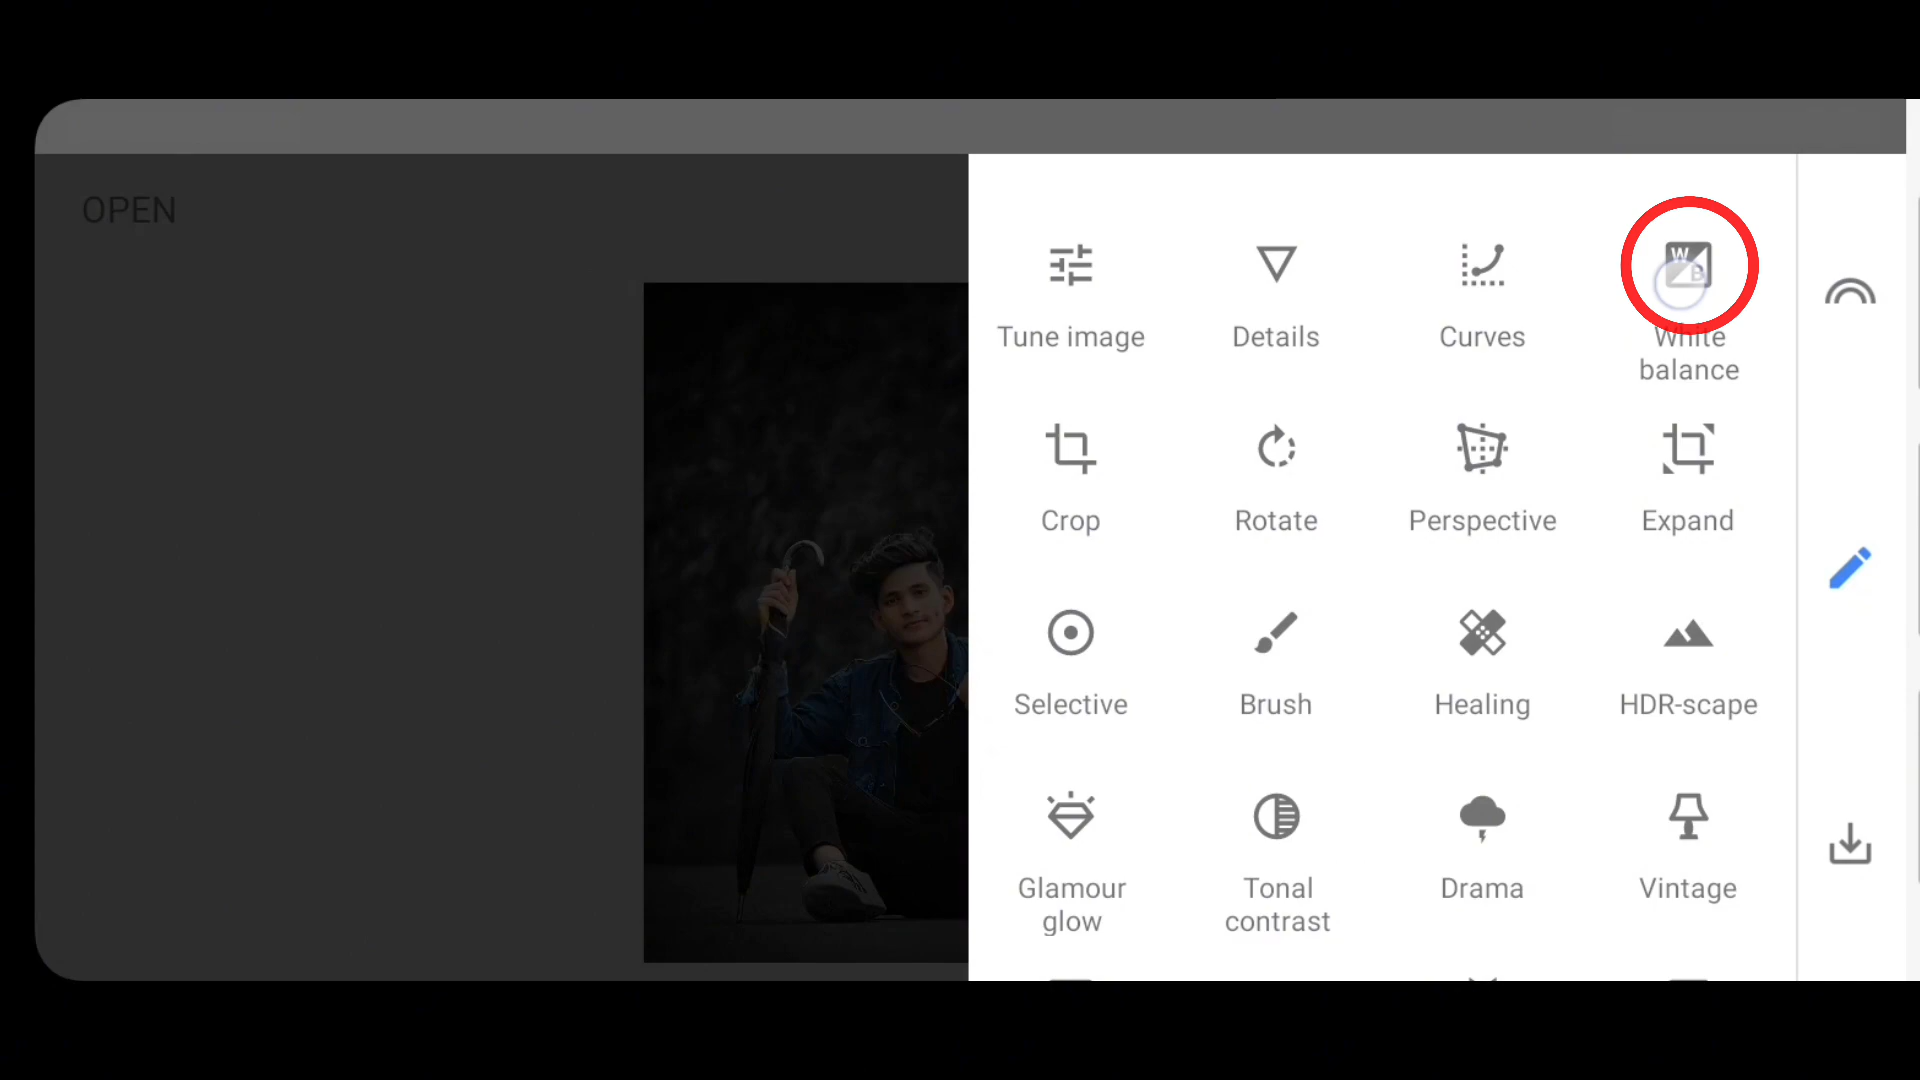 OPEN
WB
Tune image
Details
Curves
White
balance
Crop
Rotate
Perspective
Expand
Selective
Brush
Healing
HDR-scape
Glamour
glow
Tonal
contrast
Drama
Vintage